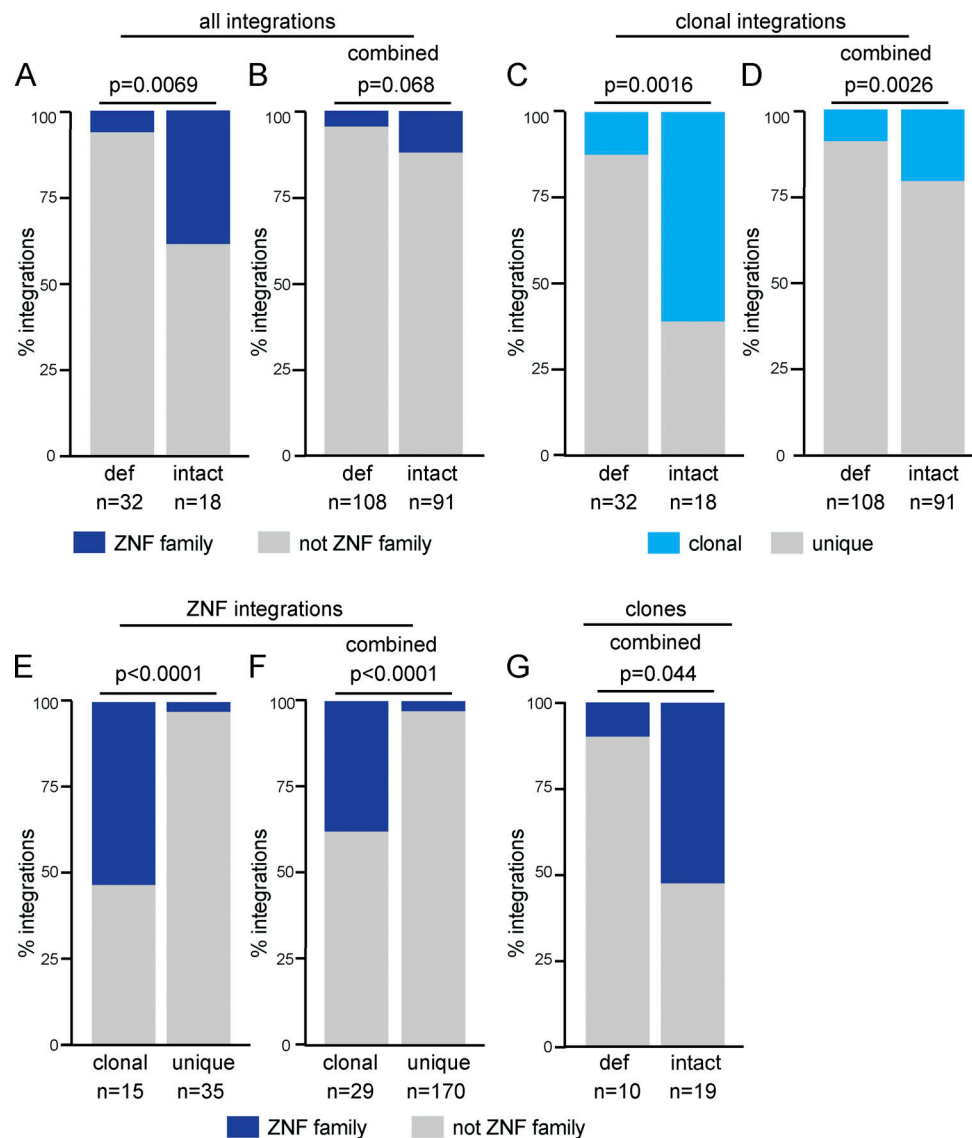 all integrations
clonal integrations
combined
combined
A
p=0.0069
B
p=0.068
C
p=0.0016
D
p=0.0026
% integrations
100
75
50
25
0
def
intact
n=32
n=18
% integrations
100
75
50
25
0
def
intact
n=108
n=91
% integrations
100
75
50
25
0
def
intact
n=32
n=18
% integrations
100
75
50
25
0
def
intact
n=108
n=91
ZNF family
not ZNF family
clonal
unique
ZNF integrations
clones
combined
combined
E
p<0.0001
F
p<0.0001
G
p=0.044
% integrations
100
75
50
25
0
clonal
unique
n=15
n=35
% integrations
100
75
50
25
0
clonal
unique
n=29
n=170
% integrations
100
75
50
25
0
def
intact
n=10
n=19
ZNF family
not ZNF family